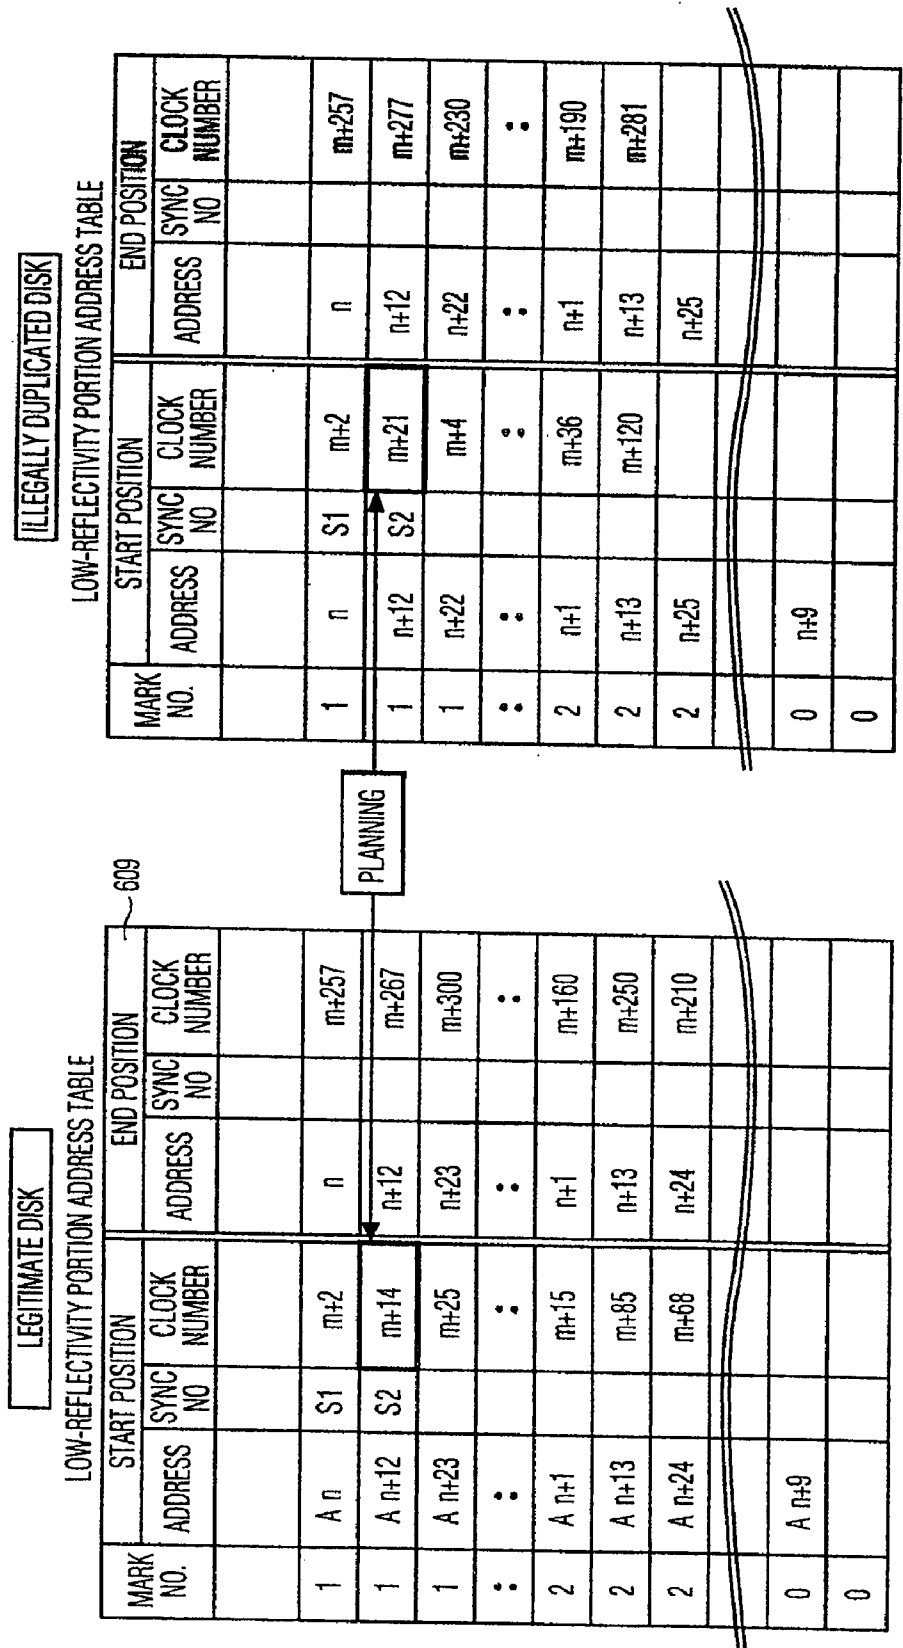 LEGITIMATE DISK
LOW-REFLECTIVITY PORTION ADDRESS TABLE
609
MARK NO. START POSITION END POSITION
ADDRESS SYNC NO CLOCK NUMBER ADDRESS SYNC NO CLOCK NUMBER
1 A n S1 m+2 n m+257
1 A n+12 S2 m+14 n+12 m+267
1 A n+23 m+25 n+23 m+300
: : : : :
2 A n+1 m+15 n+1 m+160
2 A n+13 m+85 n+13 m+250
2 A n+24 m+68 n+24 m+210
0 A n+9
0
PLANNING
ILLEGALLY DUPLICATED DISK
LOW-REFLECTIVITY PORTION ADDRESS TABLE
MARK NO. START POSITION END POSITION
ADDRESS SYNC NO CLOCK NUMBER ADDRESS SYNC NO CLOCK NUMBER
1 n S1 m+2 n m+257
1 n+12 S2 m+21 n+12 m+277
1 n+22 m+4 n+22 m+230
: : : : :
2 n+1 m+36 n+1 m+190
2 n+13 m+120 n+13 m+281
2 n+25 n+25
0 n+9
0